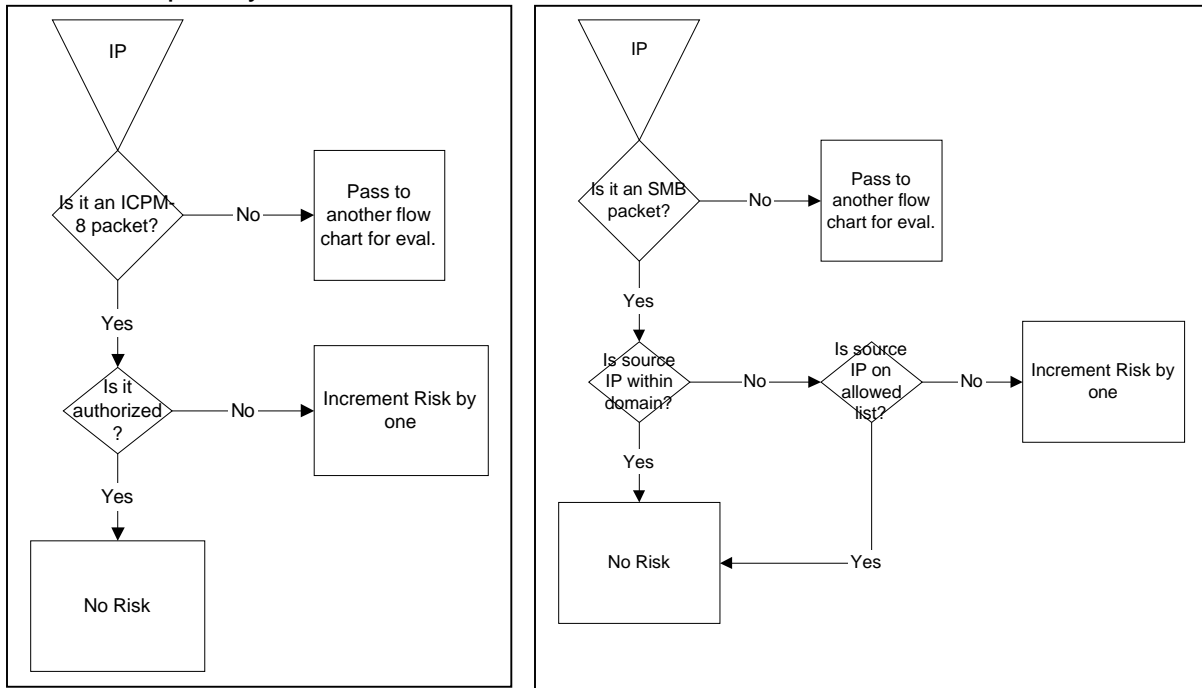 IP
Is it an ICPM-
8 packet?
No
Pass to
another flow
chart for eval.
Yes
Is it
authorized
?
No
Increment Risk by
one
Yes
No Risk
IP
Is it an SMB
packet?
No
Pass to
another flow
chart for eval.
Yes
Is source
IP within
domain?
No
Is source
IP on
allowed
list?
No
Increment Risk by
one
Yes
No Risk
Yes